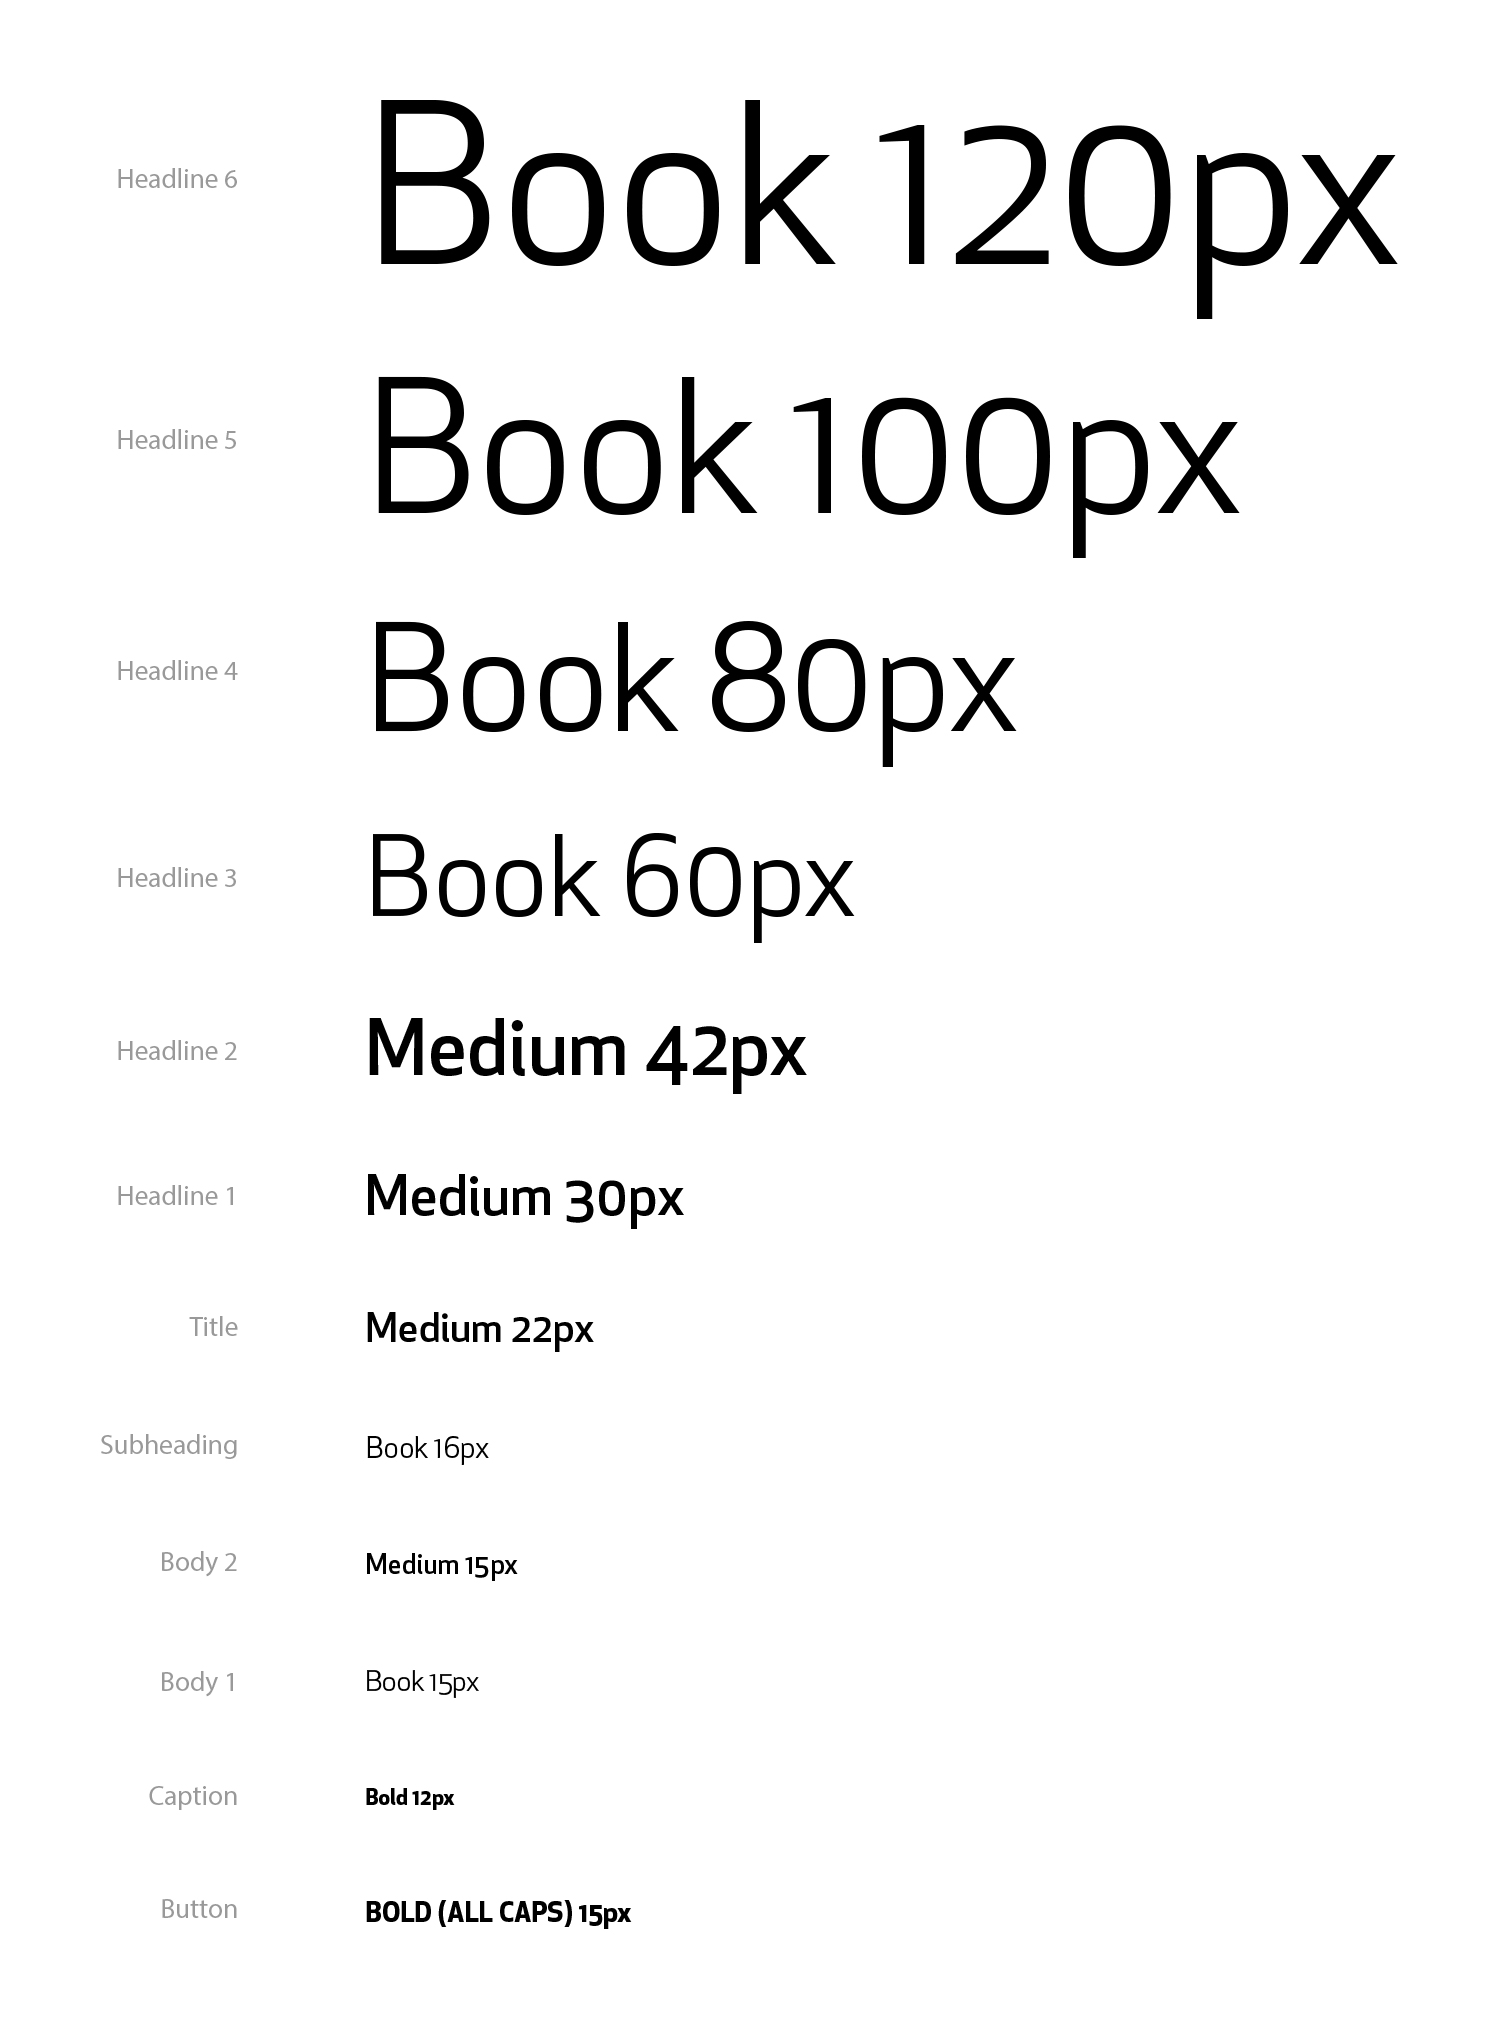 Headline 6 Book 120px
Headline 5 Book 100px
Headline 4 Book 80px
Headline 3 Book 60px
Headline 2 Medium 42px
Headline 1 Medium 30px
Title Medium 22px
Subheading Book 16px
Body 2 Medium 15px
Body 1 Book 15px
Caption Bold 12px
Button BOLD (ALL CAPS) 15px